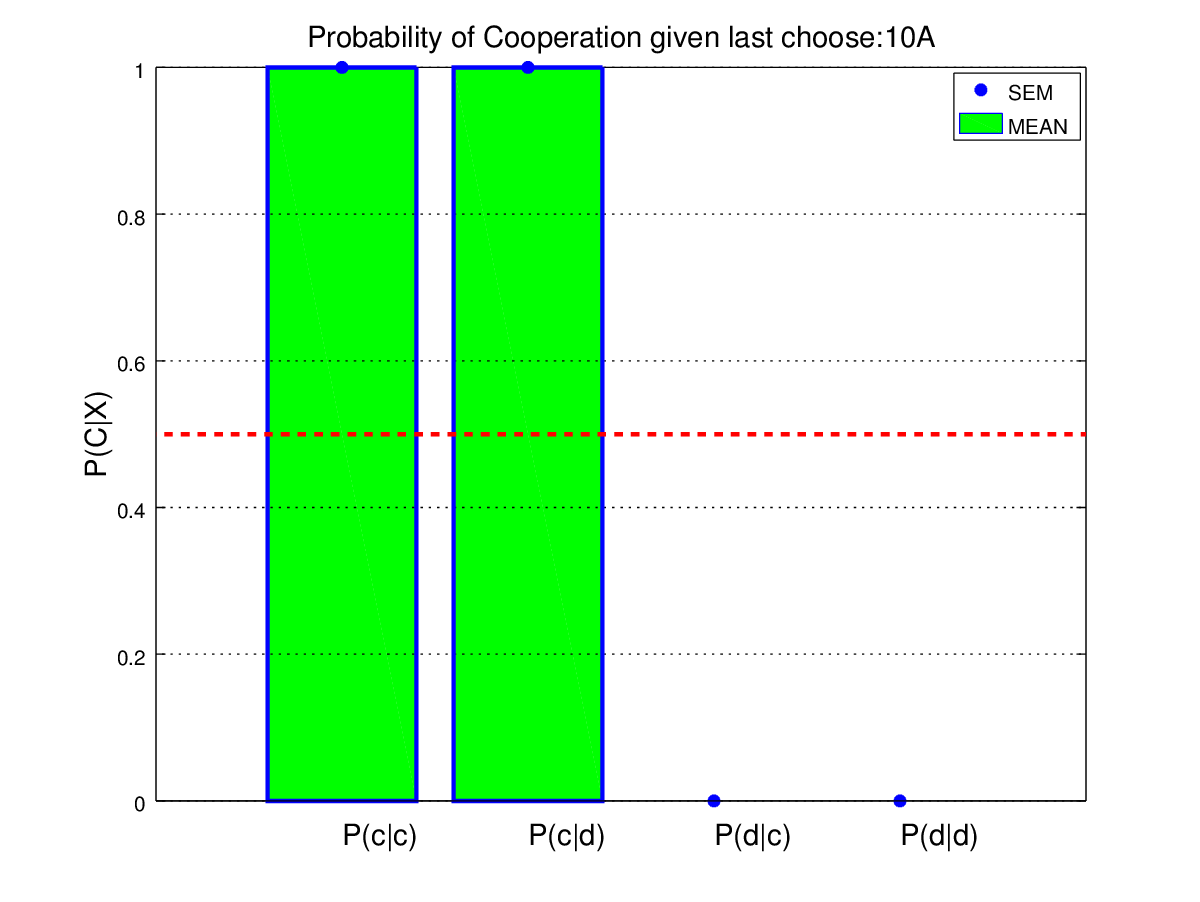 Probability of Cooperation given last choose:10A
SEM
MEAN
1
0.8
0.6
0.4
0.2
0
P(C|X)
P(c|c)
P(c|d)
P(d|c)
P(d|d)